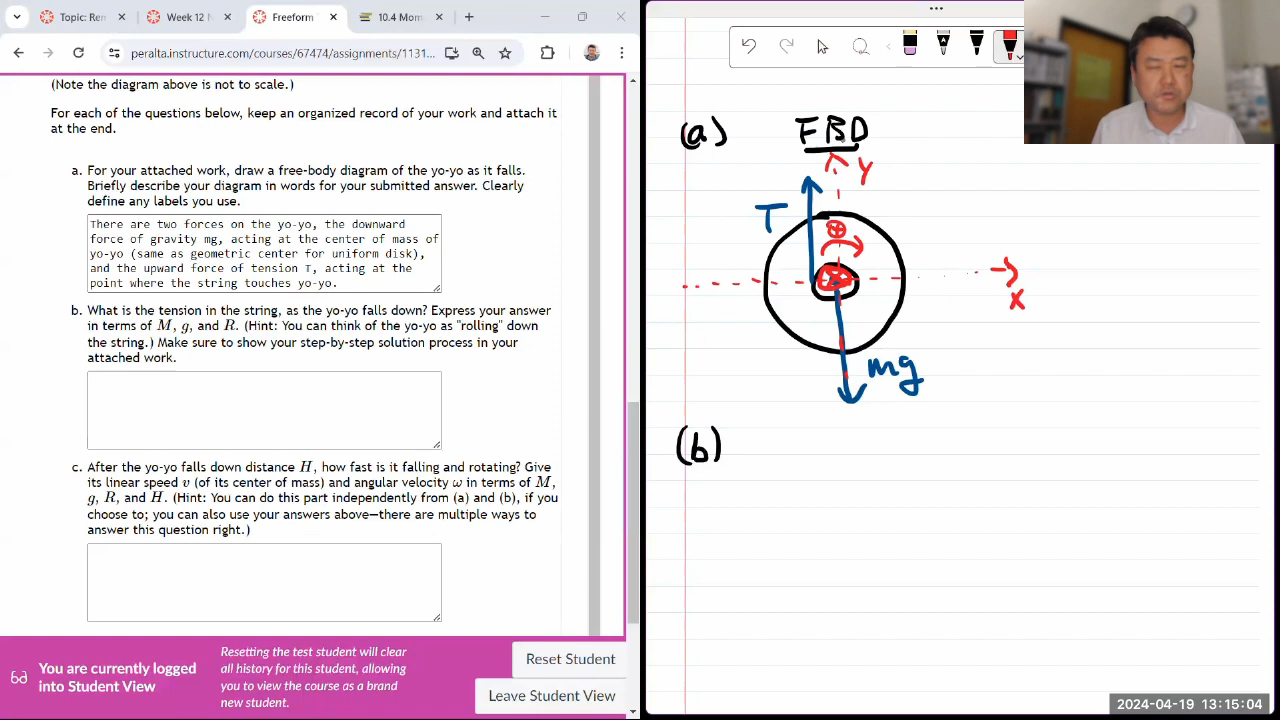 Topic: Rer
Week 12
Freeform
10.4 Mom
peralta.instructure.com/courses/74474/assignments/1131...
(Note the diagram above is not to scale.)
For each of the questions below, keep an organized record of your work and attach it
at the end.
a. For your attached work, draw a free-body diagram of the yo-yo as it falls.
Briefly describe your diagram in words for your submitted answer. Clearly
define any labels you use.
There are two forces on the yo-yo, the downward
force of gravity mg, acting at the center of mass of
yo-yo (same as geometric center for uniform disk),
and the upward force of tension T, acting at the
point where the string touches yo-yo.
b. What is the tension in the string, as the yo-yo falls down? Express your answer
in terms of M, g, and R. (Hint: You can think of the yo-yo as "rolling" down
the string.) Make sure to show your step-by-step solution process in your
attached work.
c. After the yo-yo falls down distance H, how fast is it falling and rotating? Give
its linear speed v (of its center of mass) and angular velocity ω in terms of M,
g, R, and H. (Hint: You can do this part independently from (a) and (b), if you
choose to; you can also use your answers above—there are multiple ways to
answer this question right.)
You are currently logged
into Student View
Resetting the test student will clear
all history for this student, allowing
you to view the course as a brand
new student.
Reset Student
Leave Student View
(a) FBD
y
T
⊕
x
mg
(b)
2024-04-19 13:15:04